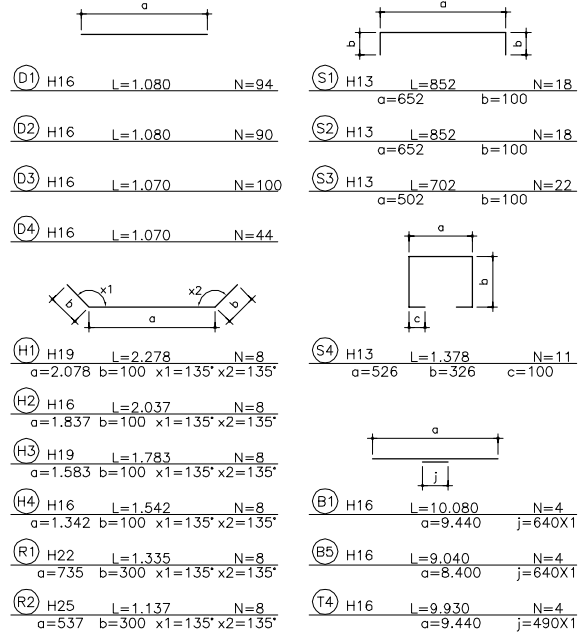 a
D1 H16 L=1.080 N=94
D2 H16 L=1.080 N=90
D3 H16 L=1.070 N=100
D4 H16 L=1.070 N=44
b x1 x2 b
a
H1 H19 L=2.278 N=8
a=2.078 b=100 x1=135° x2=135°
H2 H16 L=2.037 N=8
a=1.837 b=100 x1=135° x2=135°
H3 H19 L=1.783 N=8
a=1.583 b=100 x1=135° x2=135°
H4 H16 L=1.542 N=8
a=1.342 b=100 x1=135° x2=135°
R1 H22 L=1.335 N=8
a=735 b=300 x1=135° x2=135°
R2 H25 L=1.137 N=8
a=537 b=300 x1=135° x2=135°
a
b b
S1 H13 L=852 N=18
a=652 b=100
S2 H13 L=852 N=18
a=652 b=100
S3 H13 L=702 N=22
a=502 b=100
a
b
c
S4 H13 L=1.378 N=11
a=526 b=326 c=100
a
j
B1 H16 L=10.080 N=4
a=9.440 j=640X1
B5 H16 L=9.040 N=4
a=8.400 j=640X1
T4 H16 L=9.930 N=4
a=9.440 j=490X1